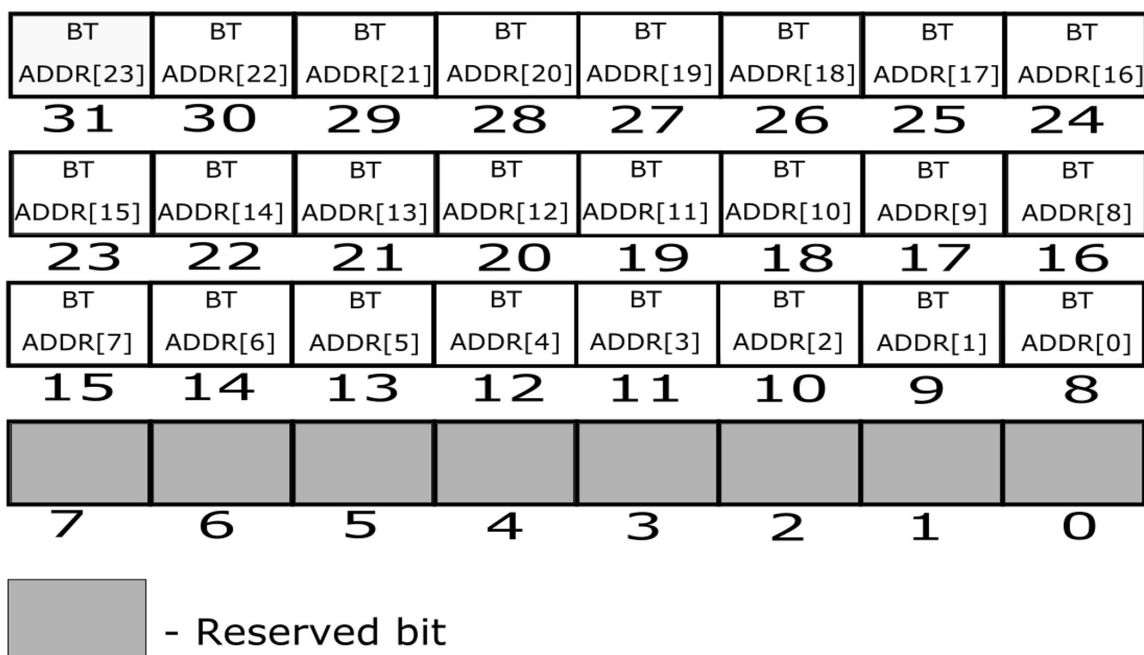 BT BT BT BT BT BT BT BT
ADDR[23] ADDR[22] ADDR[21] ADDR[20] ADDR[19] ADDR[18] ADDR[17] ADDR[16]
31 30 29 28 27 26 25 24
BT BT BT BT BT BT BT BT
ADDR[15] ADDR[14] ADDR[13] ADDR[12] ADDR[11] ADDR[10] ADDR[9] ADDR[8]
23 22 21 20 19 18 17 16
BT BT BT BT BT BT BT BT
ADDR[7] ADDR[6] ADDR[5] ADDR[4] ADDR[3] ADDR[2] ADDR[1] ADDR[0]
15 14 13 12 11 10 9 8
7 6 5 4 3 2 1 0
- Reserved bit